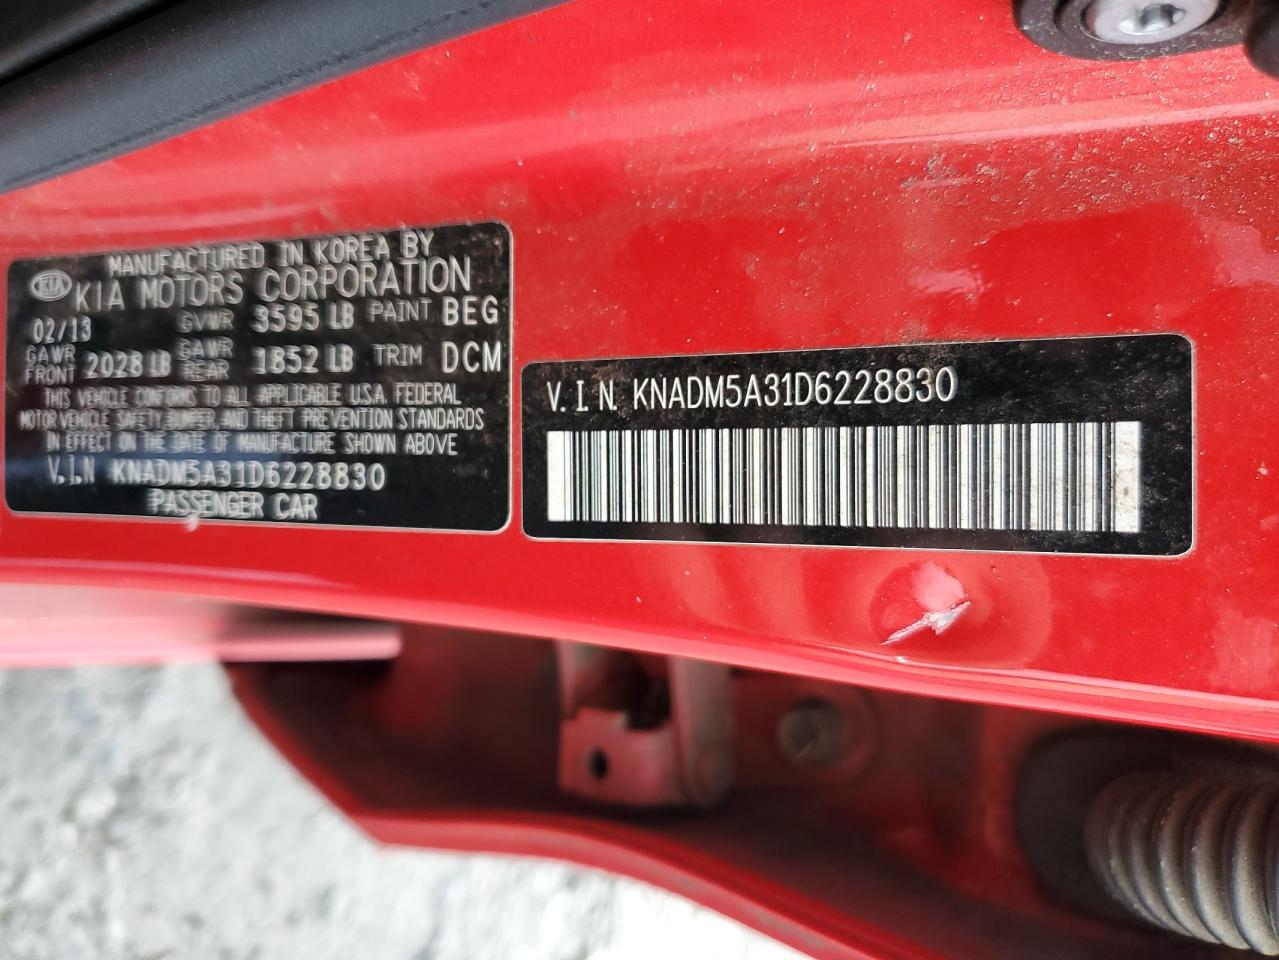 MANUFACTURED IN KOREA BY
KIA KIA MOTORS CORPORATION
02/13 GVWR 3595 LB PAINT BEG
GAWR FRONT 2028 LB GAWR REAR 1852 LB TRIM DCM
THIS VEHICLE CONFORMS TO ALL APPLICABLE U.S.A. FEDERAL
MOTOR VEHICLE SAFETY, BUMPER, AND THEFT PREVENTION STANDARDS
IN EFFECT ON THE DATE OF MANUFACTURE SHOWN ABOVE
V.I.N KNADM5A31D6228830
PASSENGER CAR
V.I.N. KNADM5A31D6228830